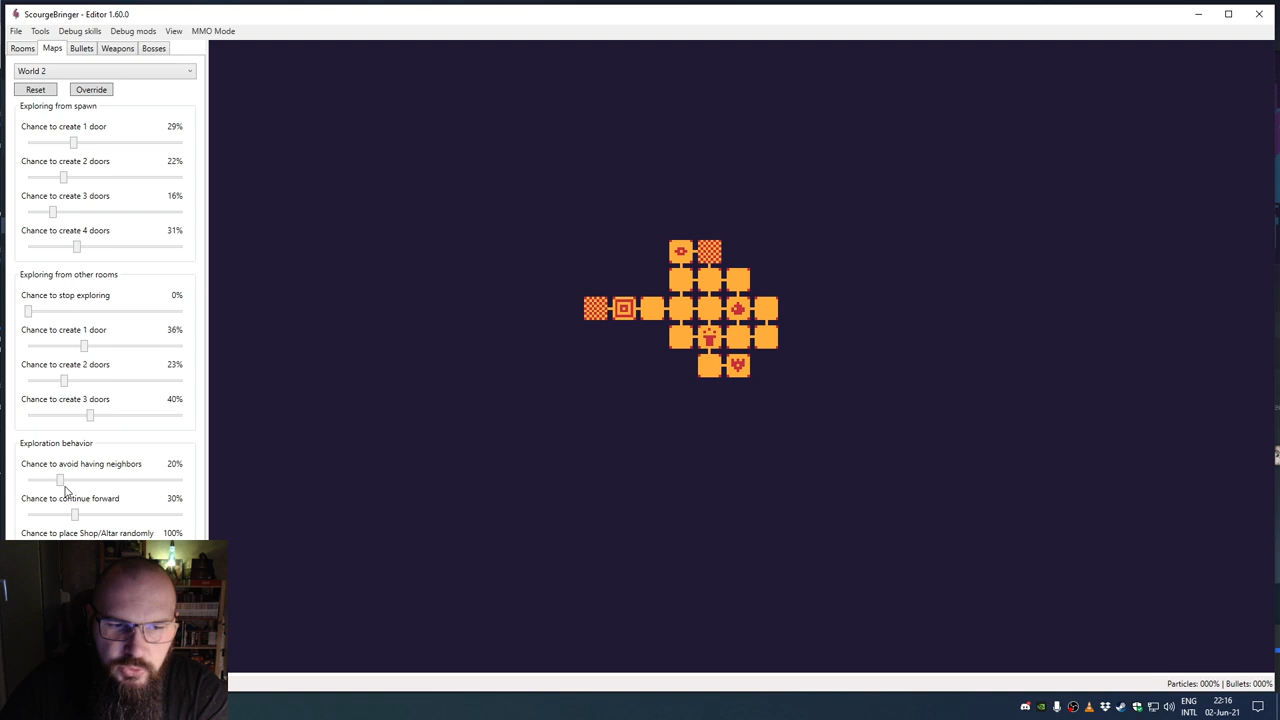 ScourgeBringer - Editor 1.60.0
File Tools Debug skills Debug mods View MMO Mode
Rooms Maps Bullets Weapons Bosses
World 2
Reset Override
Exploring from spawn
Chance to create 1 door 29%
Chance to create 2 doors 22%
Chance to create 3 doors 16%
Chance to create 4 doors 31%
Exploring from other rooms
Chance to stop exploring 0%
Chance to create 1 door 36%
Chance to create 2 doors 23%
Chance to create 3 doors 40%
Exploration behavior
Chance to avoid having neighbors 20%
Chance to continue forward 30%
Chance to place Shop/Altar randomly 100%
Particles: 000% | Bullets: 000%
ENG 22:16
INTL 02-Jun-21